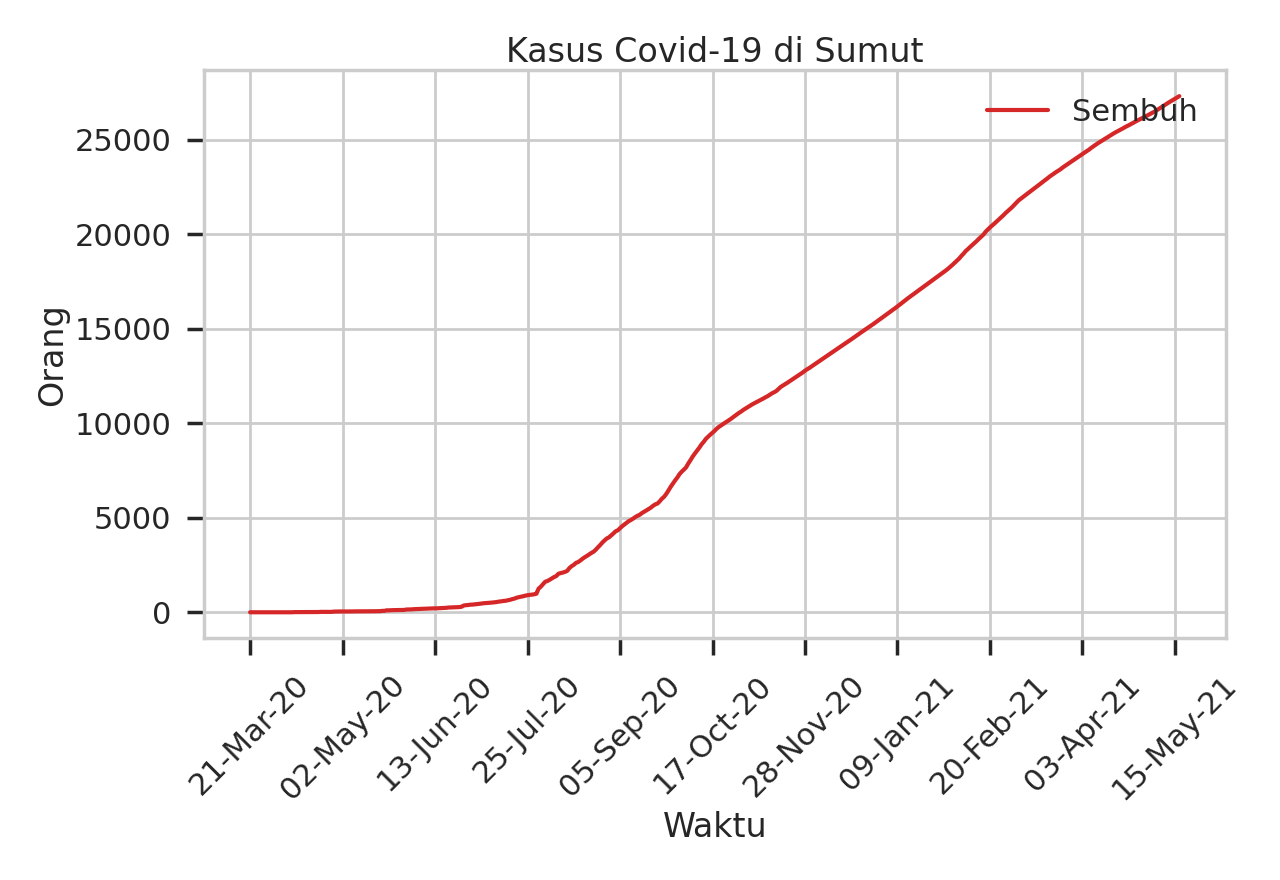 Kasus Covid-19 di Sumut
Sembuh
25000
20000
15000
10000
5000
0
Orang
21-Mar-20
02-May-20
13-Jun-20
25-Jul-20
05-Sep-20
17-Oct-20
28-Nov-20
09-Jan-21
20-Feb-21
03-Apr-21
15-May-21
Waktu